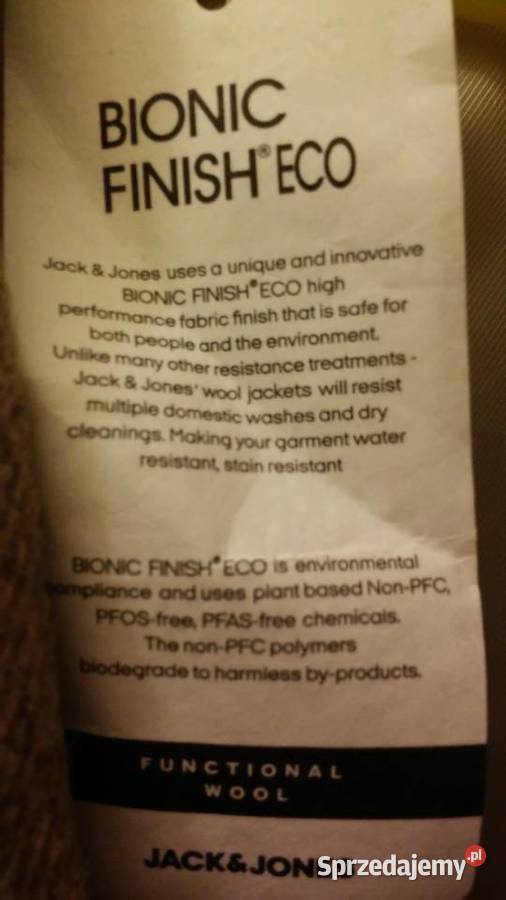 BIONIC
FINISH® ECO
Jack & Jones uses a unique and innovative
BIONIC FINISH® ECO high
performance fabric finish that is safe for
both people and the environment.
Unlike many other resistance treatments -
Jack & Jones' wool jackets will resist
multiple domestic washes and dry
cleanings. Making your garment water
resistant, stain resistant
BIONIC FINISH® ECO is environmental
compliance and uses plant based Non-PFC,
PFOS-free, PFAS-free chemicals.
The non-PFC polymers
biodegrade to harmless by-products.
FUNCTIONAL
WOOL
JACK&JONES
Sprzedajemy.pl